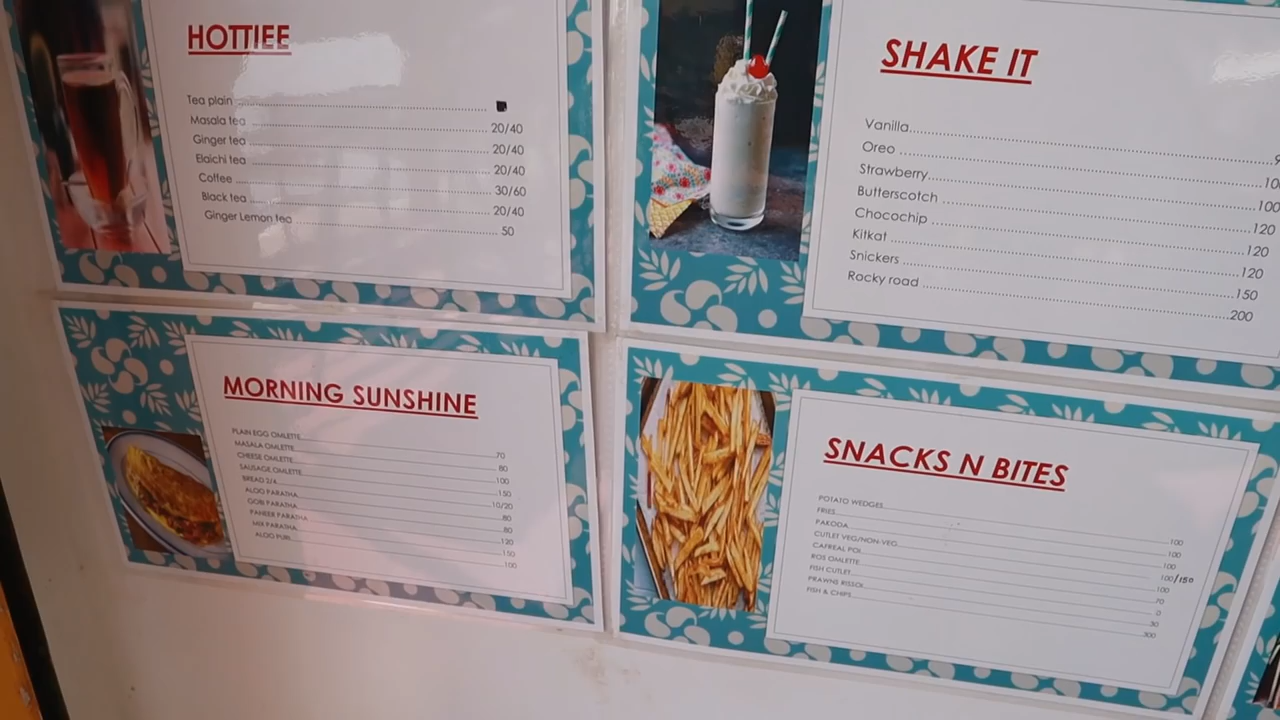 HOTTIEE
Tea plain
Masala tea 20/40
Ginger tea 20/40
Elaichi tea 20/40
Coffee 30/60
Black tea 20/40
Ginger Lemon tea 50
SHAKE IT
Vanilla
Oreo
Strawberry 100
Butterscotch 120
Chocochip 120
Kitkat 120
Snickers 150
Rocky road 200
MORNING SUNSHINE
PLAIN EGG OMLETTE 70
MASALA OMLETTE 80
CHEESE OMLETTE 100
SAUSAGE OMLETTE 150
BREAD S/4 10/20
ALOO PARATHA 80
GOBI PARATHA 80
PANEER PARATHA 120
MIX PARATHA 150
ALOO PURI 100
SNACKS N BITES
POTATO WEDGES 100
FRIES 100
PAKODA 100
CUTLET VEG/NON-VEG 100/150
CAFREAL POI 100
ROS OMLETTE 70
FISH CUTLET
PRAWNS RISSOL
FISH & CHIPS 300